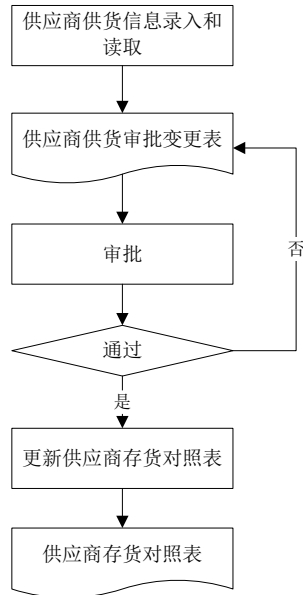 供应商供货信息录入和
读取
供应商供货审批变更表
审批
否
通过
是
更新供应商存货对照表
供应商存货对照表